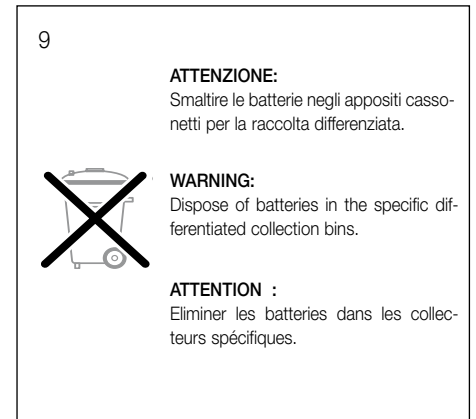 9
ATTENZIONE:
Smaltire le batterie negli appositi casso-
netti per la raccolta differenziata.
WARNING:
Dispose of batteries in the specific dif-
ferentiated collection bins.
ATTENTION :
Eliminer les batteries dans les collec-
teurs spécifiques.